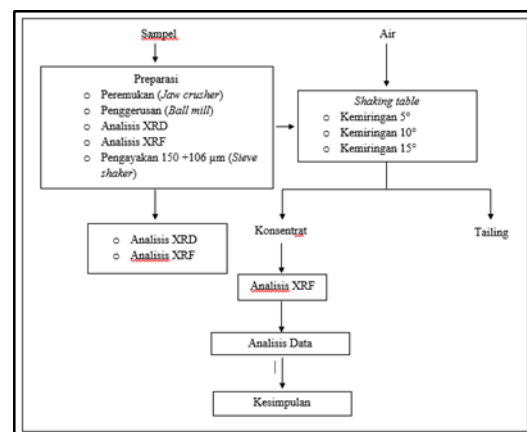 Sampel
Air
Preparasi
o Peremukan (Jaw crusher)
o Penggerusan (Ball mill)
o Analisis XRD
o Analisis XRF
o Pengayakan 150 +106 µm (Sieve
shaker)
Shaking table
o Kemiringan 5°
o Kemiringan 10°
o Kemiringan 15°
o Analisis XRD
o Analisis XRF
Konsentrat
Tailing
Analisis XRF
Analisis Data
Kesimpulan